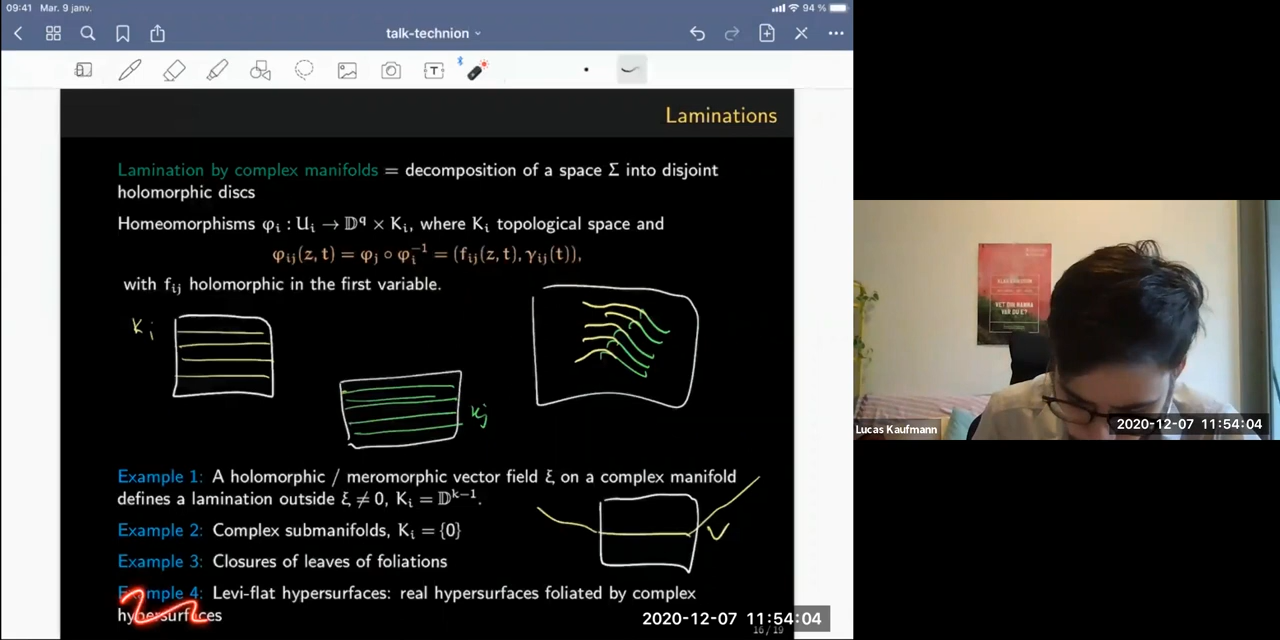 09:41 Mar. 9 janv. 94 %
talk-technion
Laminations
Lamination by complex manifolds = decomposition of a space Σ into disjoint
holomorphic discs
Homeomorphisms φᵢ : Uᵢ → 𝔻^q × Kᵢ, where Kᵢ topological space and
φᵢⱼ(z, t) = φⱼ ∘ φᵢ⁻¹ = (fᵢⱼ(z, t), γᵢⱼ(t)),
with fᵢⱼ holomorphic in the first variable.
Kᵢ
Kⱼ
Example 1: A holomorphic / meromorphic vector field ξ on a complex manifold
defines a lamination outside ξ ≠ 0, Kᵢ = 𝔻^{k−1}.
Example 2: Complex submanifolds, Kᵢ = {0}
V
Example 3: Closures of leaves of foliations
Example 4: Levi-flat hypersurfaces: real hypersurfaces foliated by complex
hypersurfaces
16 / 19
2020-12-07 11:54:04
Lucas Kaufmann
2020-12-07 11:54:04